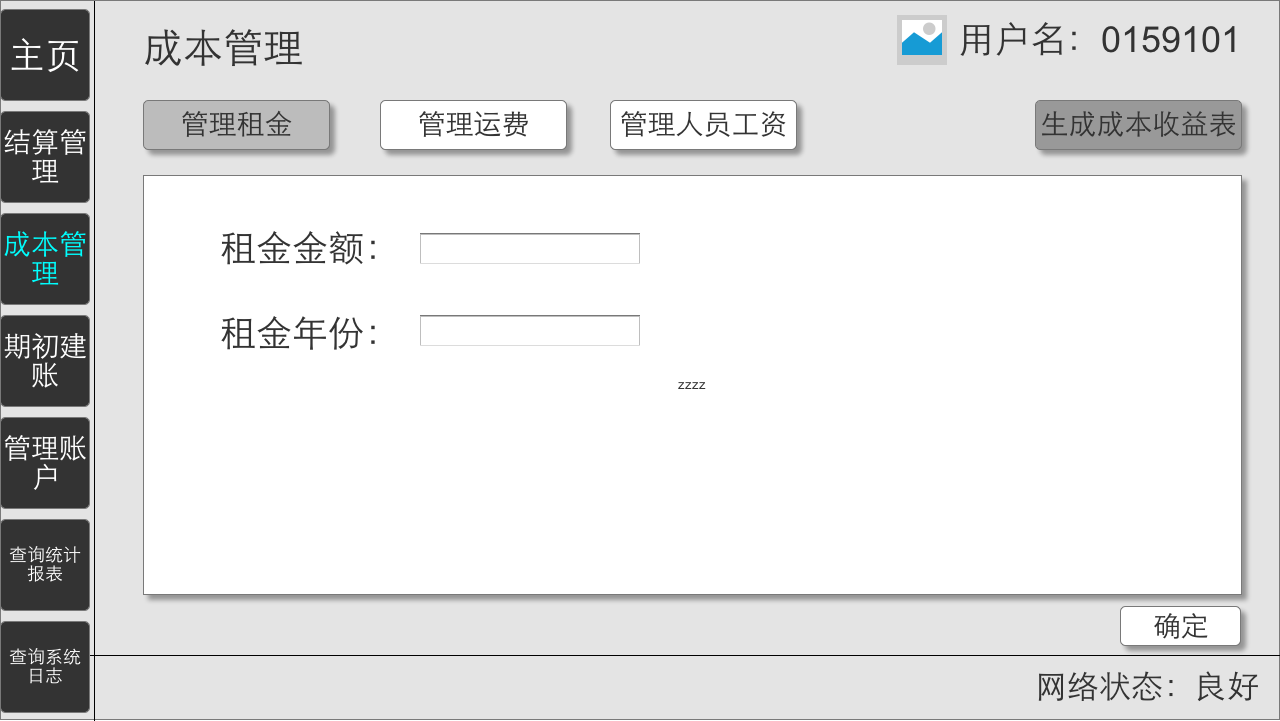 主页
结算管
理
成本管
理
期初建
账
管理账
户
查询统计
报表
查询系统
日志
成本管理
用户名：0159101
管理租金
管理运费
管理人员工资
生成成本收益表
租金金额：
租金年份：
zzzz
确定
网络状态：良好